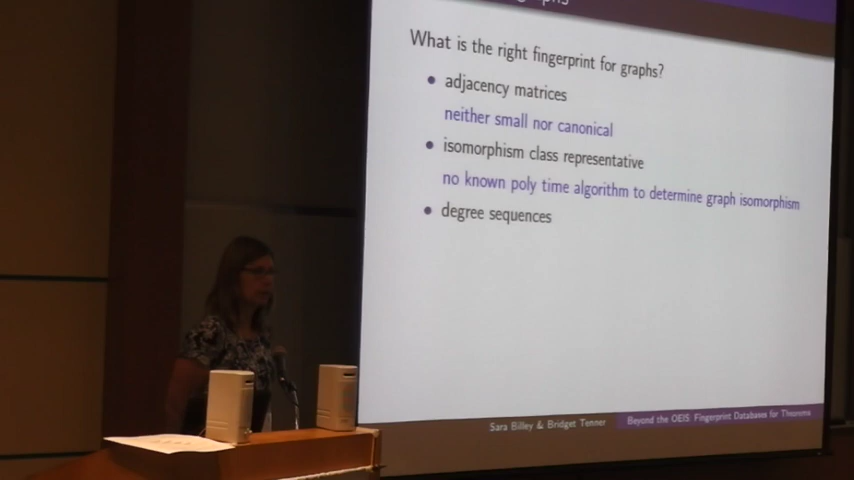 What is the right fingerprint for graphs?
• adjacency matrices
neither small nor canonical
• isomorphism class representative
no known poly time algorithm to determine graph isomorphism
• degree sequences
Sara Billey & Bridget Tenner
Beyond the OEIS: Fingerprint Databases for Theorems